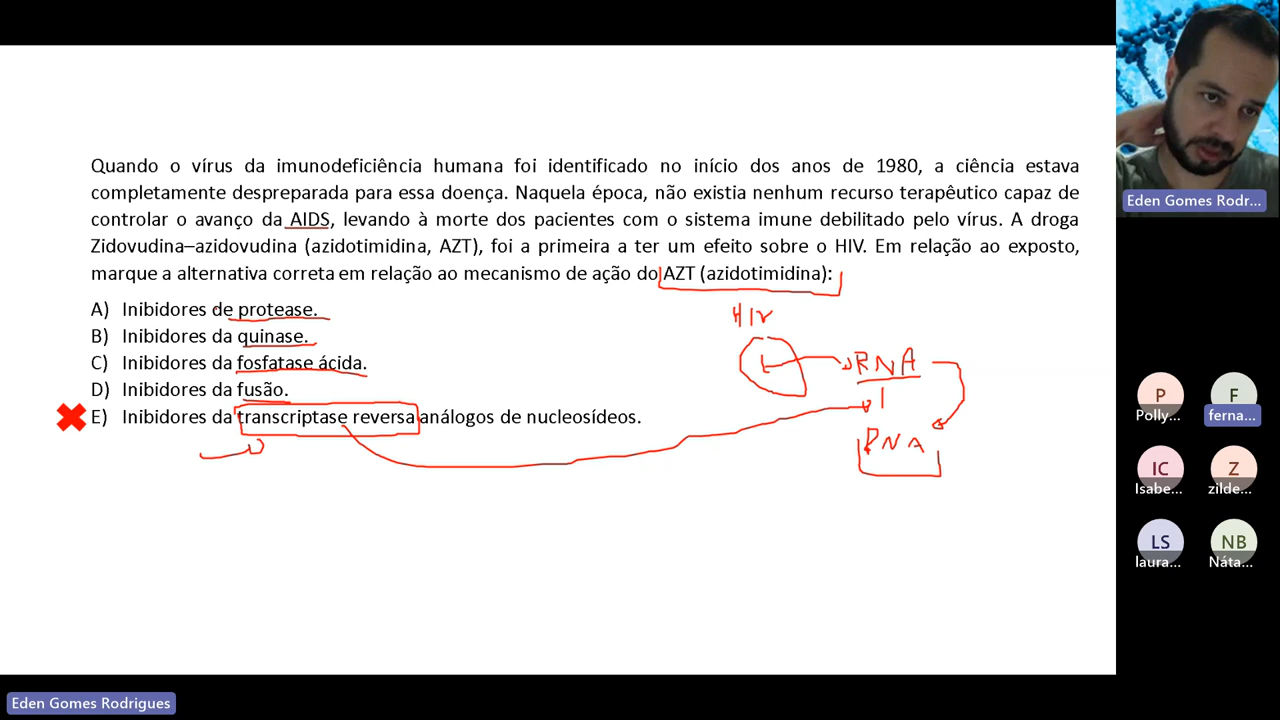 Quando o vírus da imunodeficiência humana foi identificado no início dos anos de 1980, a ciência estava
completamente despreparada para essa doença. Naquela época, não existia nenhum recurso terapêutico capaz de
controlar o avanço da AIDS, levando à morte dos pacientes com o sistema imune debilitado pelo vírus. A droga
Zidovudina–azidovudina (azidotimidina, AZT), foi a primeira a ter um efeito sobre o HIV. Em relação ao exposto,
marque a alternativa correta em relação ao mecanismo de ação do AZT (azidotimidina):
A) Inibidores de protease.
B) Inibidores da quinase.
C) Inibidores da fosfatase ácida.
D) Inibidores da fusão.
E) Inibidores da transcriptase reversa análogos de nucleosídeos.
HIV
RNA
Eden Gomes Rodr...
P
Polly...
F
ferna...
IC
Isabe...
Z
zilde...
LS
laura...
NB
Náta...
Eden Gomes Rodrigues